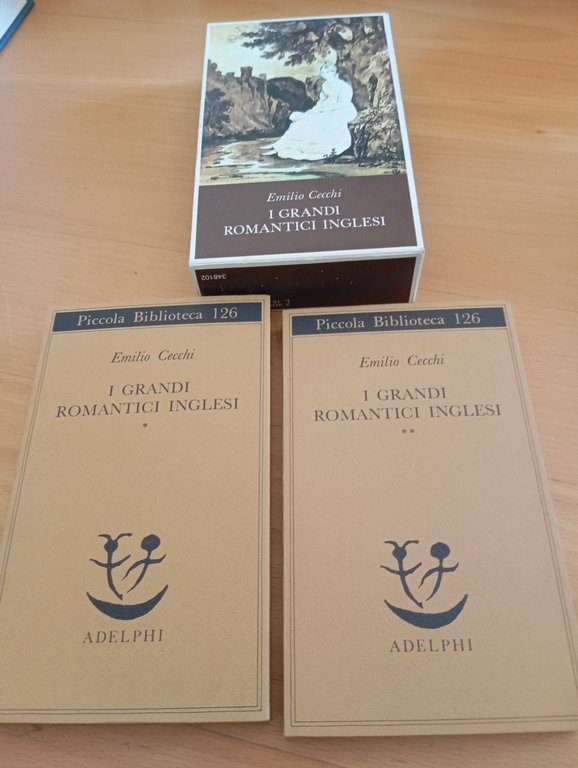 Emilio Cecchi
I GRANDI
ROMANTICI INGLESI
348102
Piccola Biblioteca 126
Emilio Cecchi
I GRANDI
ROMANTICI INGLESI
*
ADELPHI
Piccola Biblioteca 126
Emilio Cecchi
I GRANDI
ROMANTICI INGLESI
**
ADELPHI